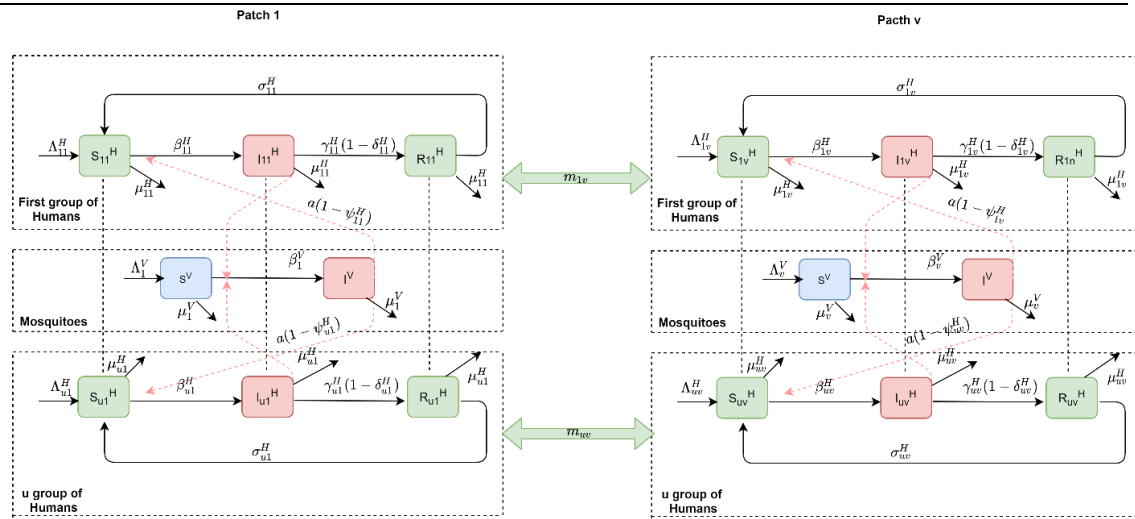 Patch 1
Pacth v
σ₁₁ᴴ
Λ₁₁ᴴ
S₁₁ᴴ
β₁₁ᴴ
I₁₁ᴴ
γ₁₁ᴴ(1 − δ₁₁ᴴ)
R₁₁ᴴ
μ₁₁ᴴ
μ₁₁ᴴ
μ₁₁ᴴ
a(1 − ψ₁₁ᴴ)
First group of
Humans
m₁ᵥ
σ₁ᵥᴴ
Λ₁ᵥᴴ
S₁ᵥᴴ
β₁ᵥᴴ
I₁ᵥᴴ
γ₁ᵥᴴ(1 − δ₁ᵥᴴ)
R₁ₙᴴ
μ₁ᵥᴴ
μ₁ᵥᴴ
μ₁ᵥᴴ
a(1 − ψ₁ᵥᴴ)
First group of
Humans
Λ₁ⱽ
Sⱽ
β₁ⱽ
Iⱽ
μ₁ⱽ
μ₁ⱽ
Mosquitoes
Λᵥⱽ
Sⱽ
βᵥⱽ
Iⱽ
μᵥⱽ
μᵥⱽ
Mosquitoes
a(1 − ψᵤ₁ᴴ)
Λᵤ₁ᴴ
Sᵤ₁ᴴ
μᵤ₁ᴴ
βᵤ₁ᴴ
Iᵤ₁ᴴ
μᵤ₁ᴴ
γᵤ₁ᴴ(1 − δᵤ₁ᴴ)
Rᵤ₁ᴴ
μᵤ₁ᴴ
σᵤ₁ᴴ
u group of
Humans
mᵤᵥ
a(1 − ψᵤᵥᴴ)
Λᵤᵥᴴ
Sᵤᵥᴴ
μᵤᵥᴴ
βᵤᵥᴴ
Iᵤᵥᴴ
μᵤᵥᴴ
γᵤᵥᴴ(1 − δᵤᵥᴴ)
Rᵤᵥᴴ
μᵤᵥᴴ
σᵤᵥᴴ
u group of
Humans